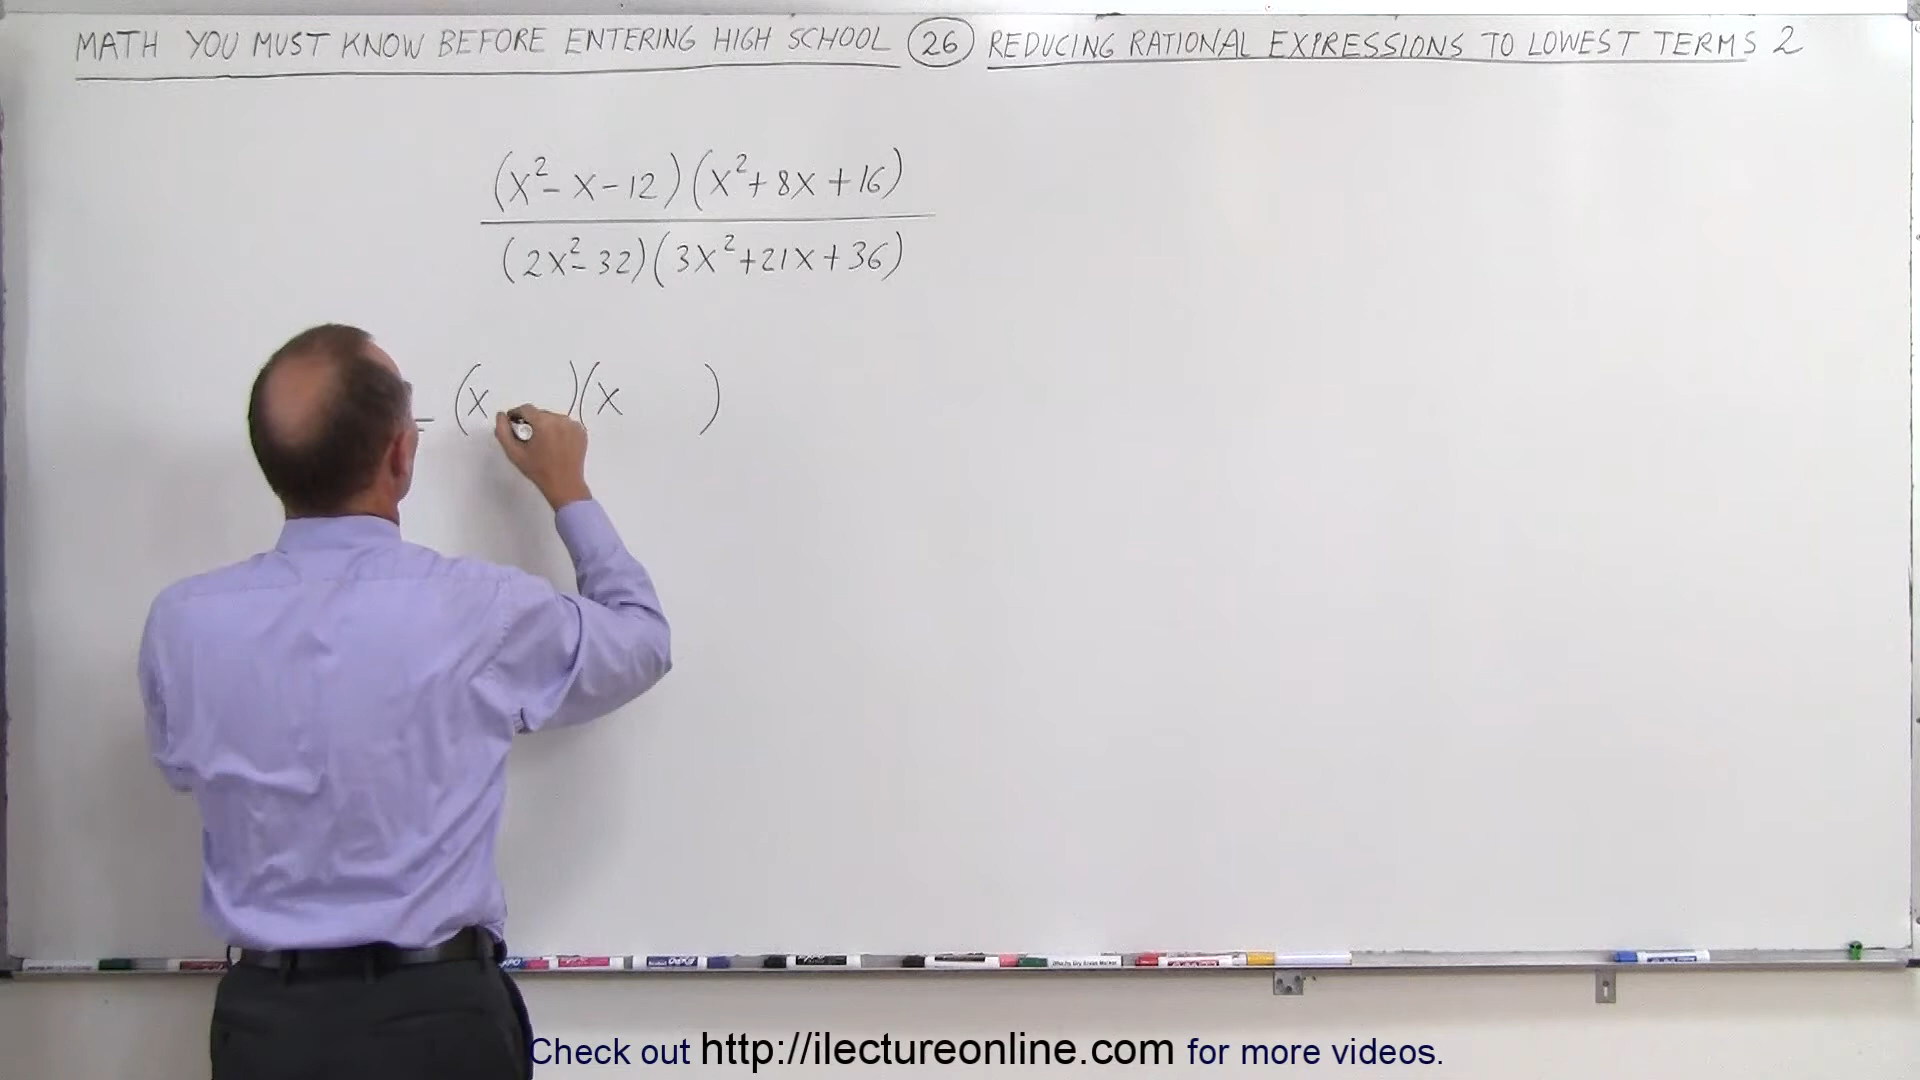 MATH YOU MUST KNOW BEFORE ENTERING HIGH SCHOOL 26 REDUCING RATIONAL EXPRESSIONS TO LOWEST TERMS 2
(x²-x-12)(x²+8x+16)
(2x²-32)(3x²+21x+36)
= (x )(x )
Check out http://ilectureonline.com for more videos.